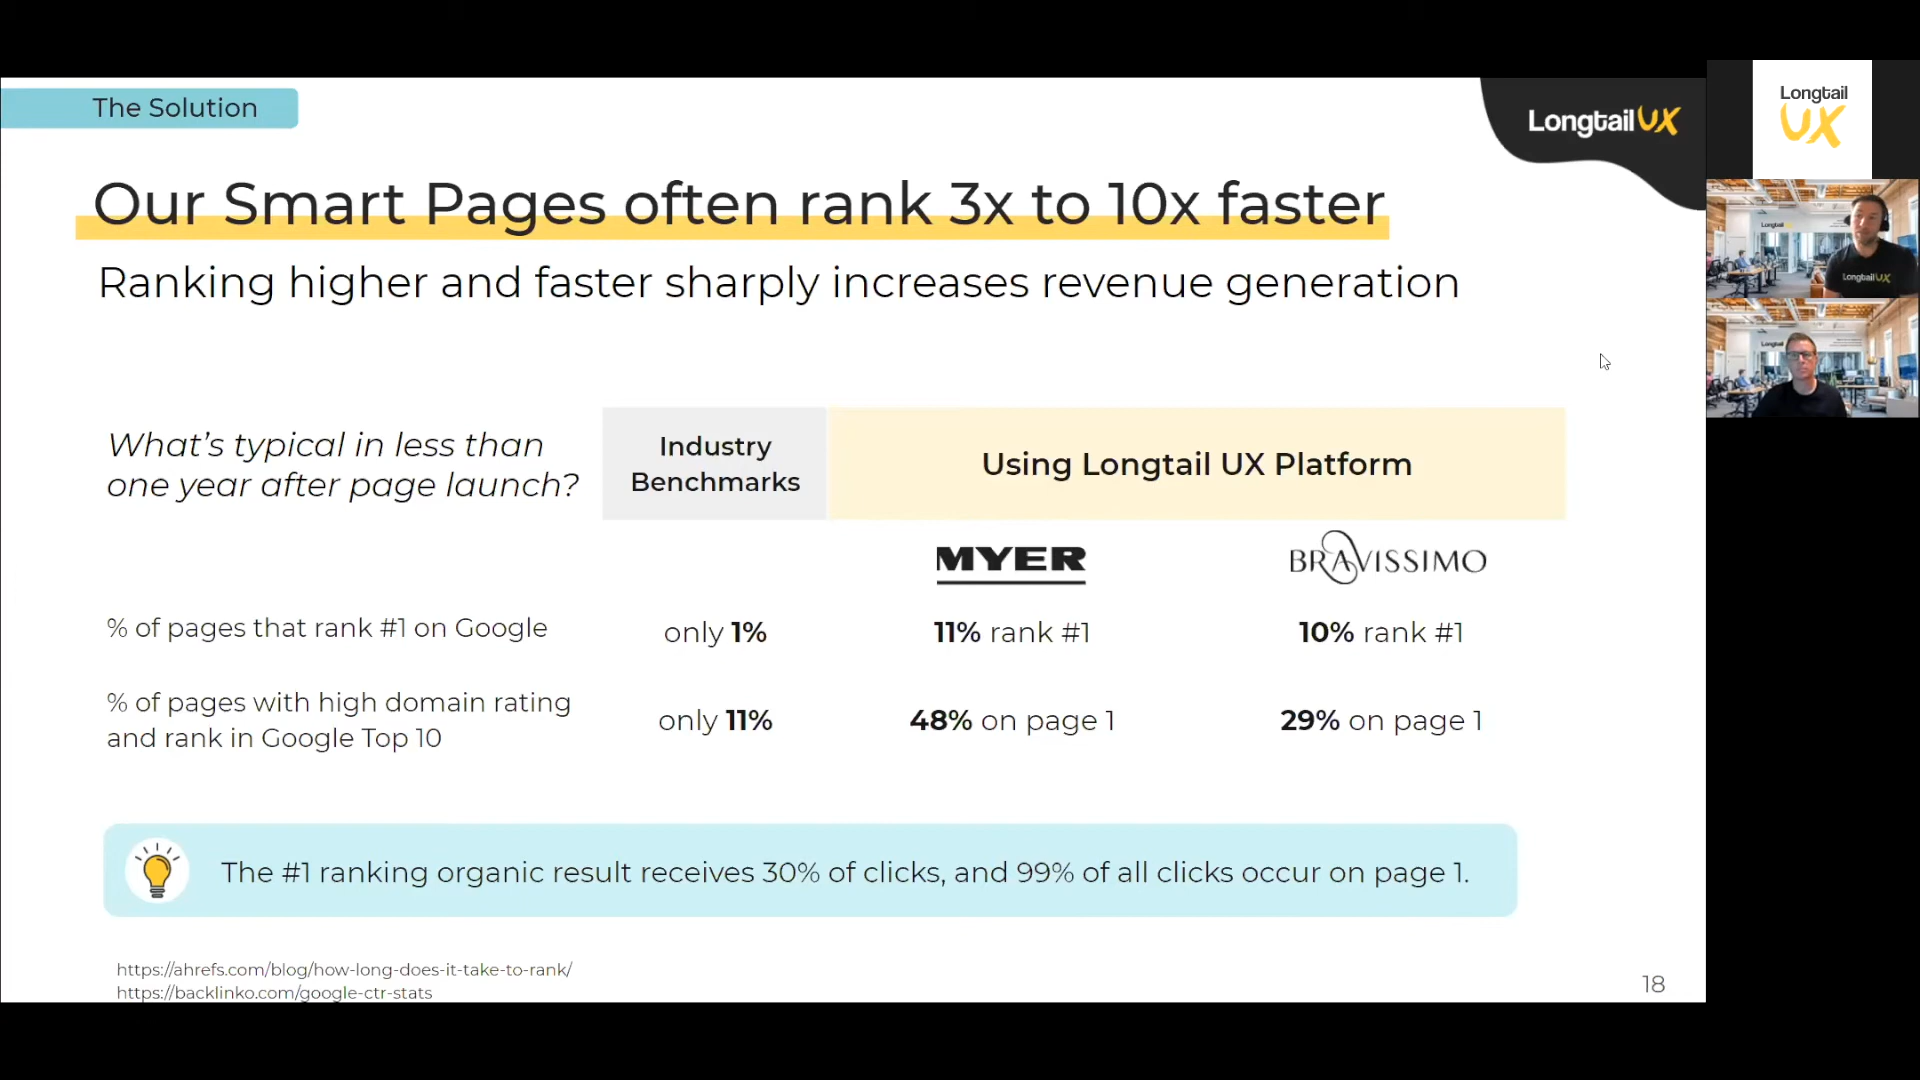 The Solution
Longtail UX
Longtail
UX
Our Smart Pages often rank 3x to 10x faster
Ranking higher and faster sharply increases revenue generation
Longtail UX
Longtail
What's typical in less than
one year after page launch?
Industry
Benchmarks
Using Longtail UX Platform
MYER
BRAVISSIMO
% of pages that rank #1 on Google
only 1%
11% rank #1
10% rank #1
% of pages with high domain rating
and rank in Google Top 10
only 11%
48% on page 1
29% on page 1
The #1 ranking organic result receives 30% of clicks, and 99% of all clicks occur on page 1.
https://ahrefs.com/blog/how-long-does-it-take-to-rank/
https://backlinko.com/google-ctr-stats
18